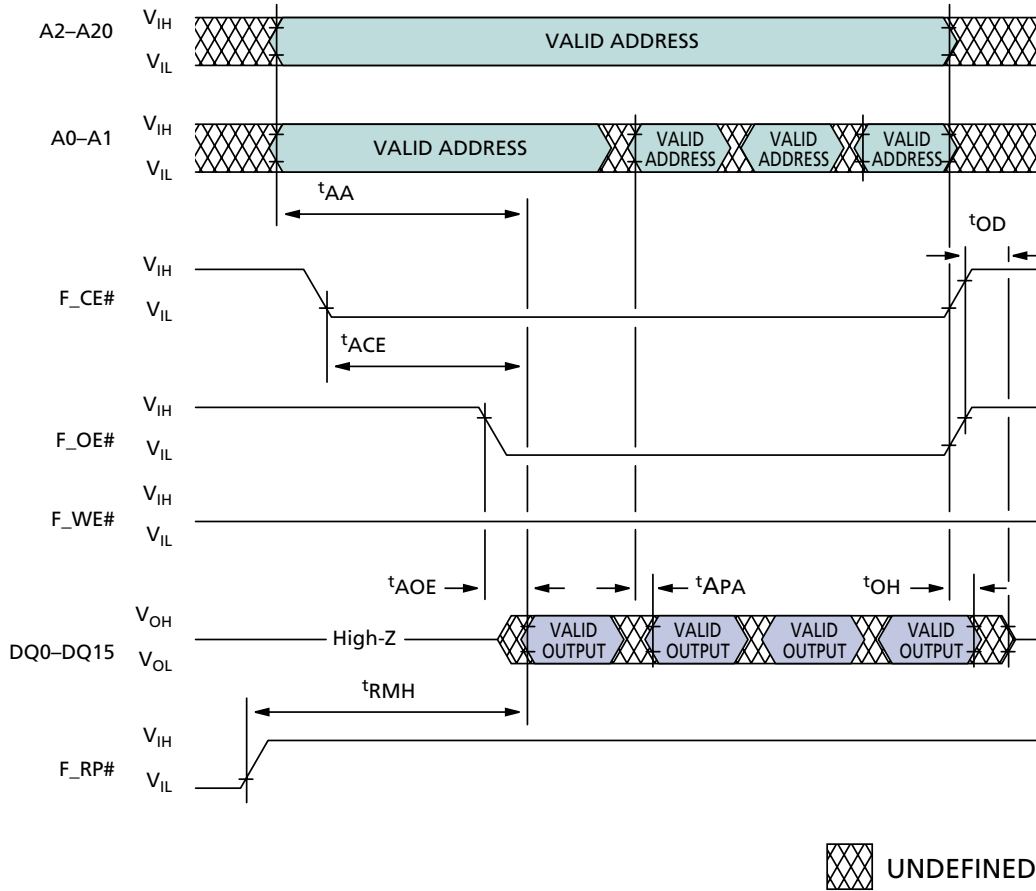 A2–A20
VIH
VIL
VALID ADDRESS
A0–A1
VIH
VIL
VALID ADDRESS
VALID ADDRESS
VALID ADDRESS
VALID ADDRESS
tAA
tOD
F_CE#
VIH
VIL
tACE
F_OE#
VIH
VIL
F_WE#
VIH
VIL
tAOE
tAPA
tOH
DQ0–DQ15
VOH
VOL
High-Z
VALID OUTPUT
VALID OUTPUT
VALID OUTPUT
VALID OUTPUT
tRMH
F_RP#
VIH
VIL
UNDEFINED